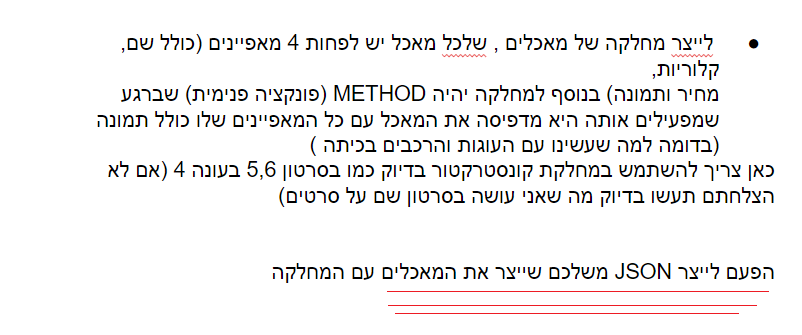 לייצר מחלקה של מאכלים , שלכל מאכל יש לפחות 4 מאפיינים (כולל שם,
קלוריות,
מחיר ותמונה) בנוסף למחלקה יהיה METHOD (פונקציה פנימית) שברגע
שמפעילים אותה היא מדפיסה את המאכל עם כל המאפיינים שלו כולל תמונה
(בדומה למה שעשינו עם העוגות והרכבים בכיתה )
כאן צריך להשתמש במחלקת קונסטרקטור בדיוק כמו בסרטון 5,6 בעונה 4 (אם לא
הצלחתם תעשו בדיוק מה שאני עושה בסרטון שם על סרטים)
הפעם לייצר JSON משלכם שייצר את המאכלים עם המחלקה